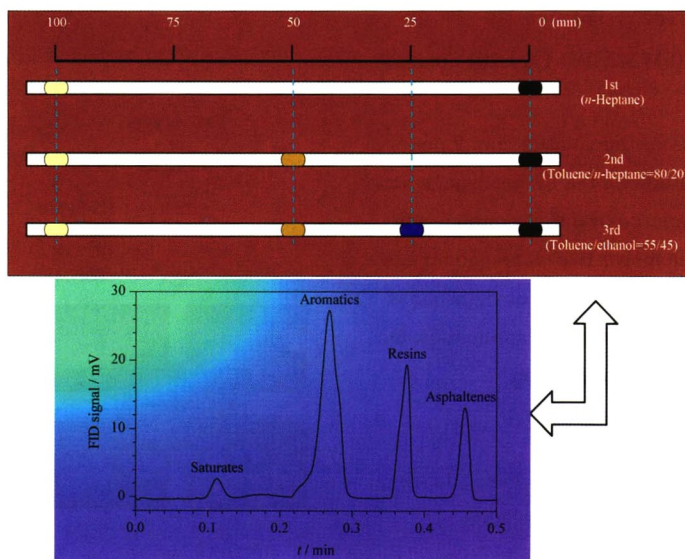 100 75 50 25 0 (mm)
1st
(n-Heptane)
2nd
(Toluene/n-heptane=80/20)
3rd
(Toluene/ethanol=55/45)
30
Aromatics
20
Resins
FID signal / mV
Asphaltenes
10
Saturates
0
0.0 0.1 0.2 0.3 0.4 0.5
t / min